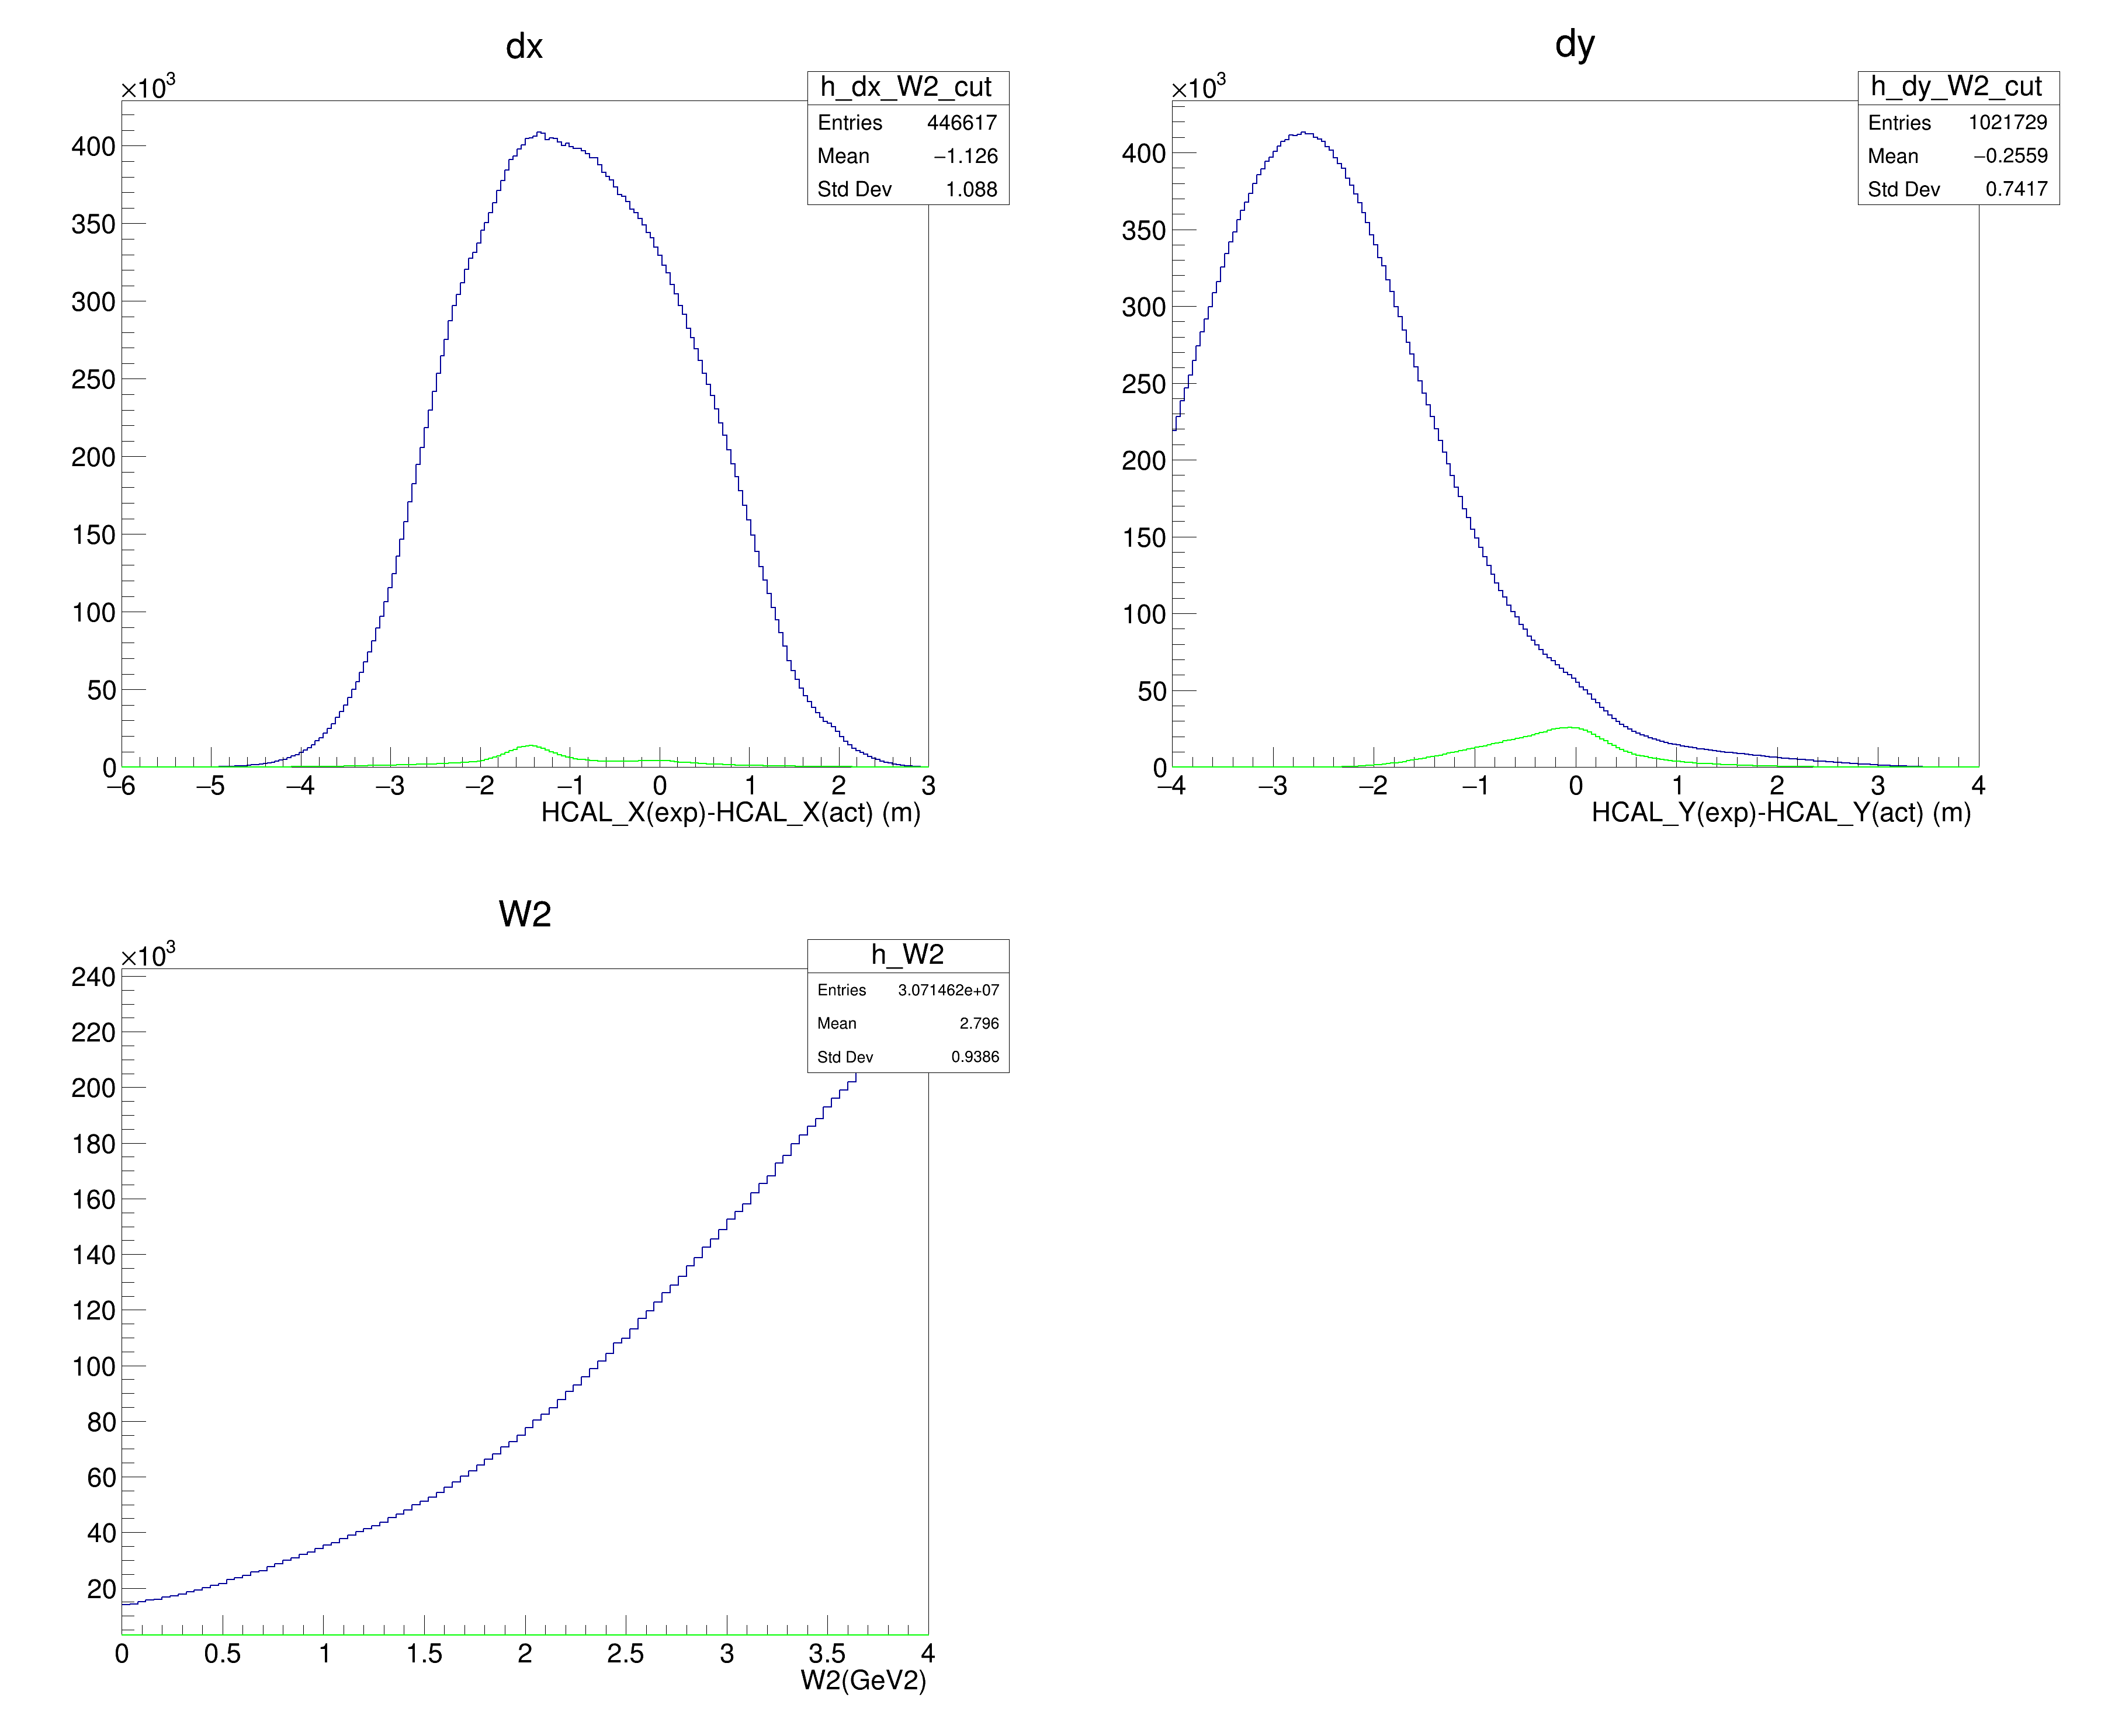 dx
×10³
h_dx_W2_cut
Entries 446617
Mean −1.126
Std Dev 1.088
400
350
300
250
200
150
100
50
0
−6 −5 −4 −3 −2 −1 0 1 2 3
HCAL_X(exp)-HCAL_X(act) (m)
dy
×10³
h_dy_W2_cut
Entries 1021729
Mean −0.2559
Std Dev 0.7417
400
350
300
250
200
150
100
50
0
−4 −3 −2 −1 0 1 2 3 4
HCAL_Y(exp)-HCAL_Y(act) (m)
W2
×10³
h_W2
Entries 3.071462e+07
Mean 2.796
Std Dev 0.9386
240
220
200
180
160
140
120
100
80
60
40
20
0 0.5 1 1.5 2 2.5 3 3.5 4
W2(GeV2)